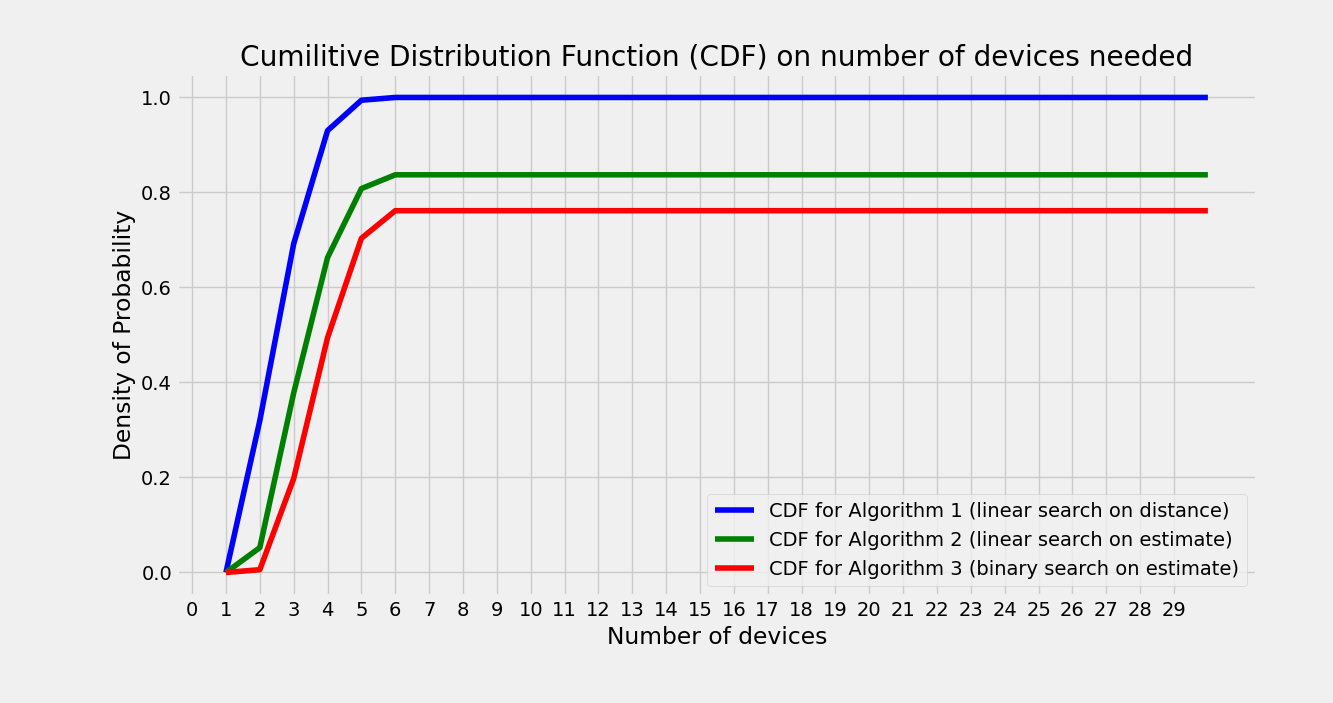 Cumilitive Distribution Function (CDF) on number of devices needed
Density of Probability
1.0
0.8
0.6
0.4
0.2
0.0
CDF for Algorithm 1 (linear search on distance)
CDF for Algorithm 2 (linear search on estimate)
CDF for Algorithm 3 (binary search on estimate)
0 1 2 3 4 5 6 7 8 9 10 11 12 13 14 15 16 17 18 19 20 21 22 23 24 25 26 27 28 29
Number of devices